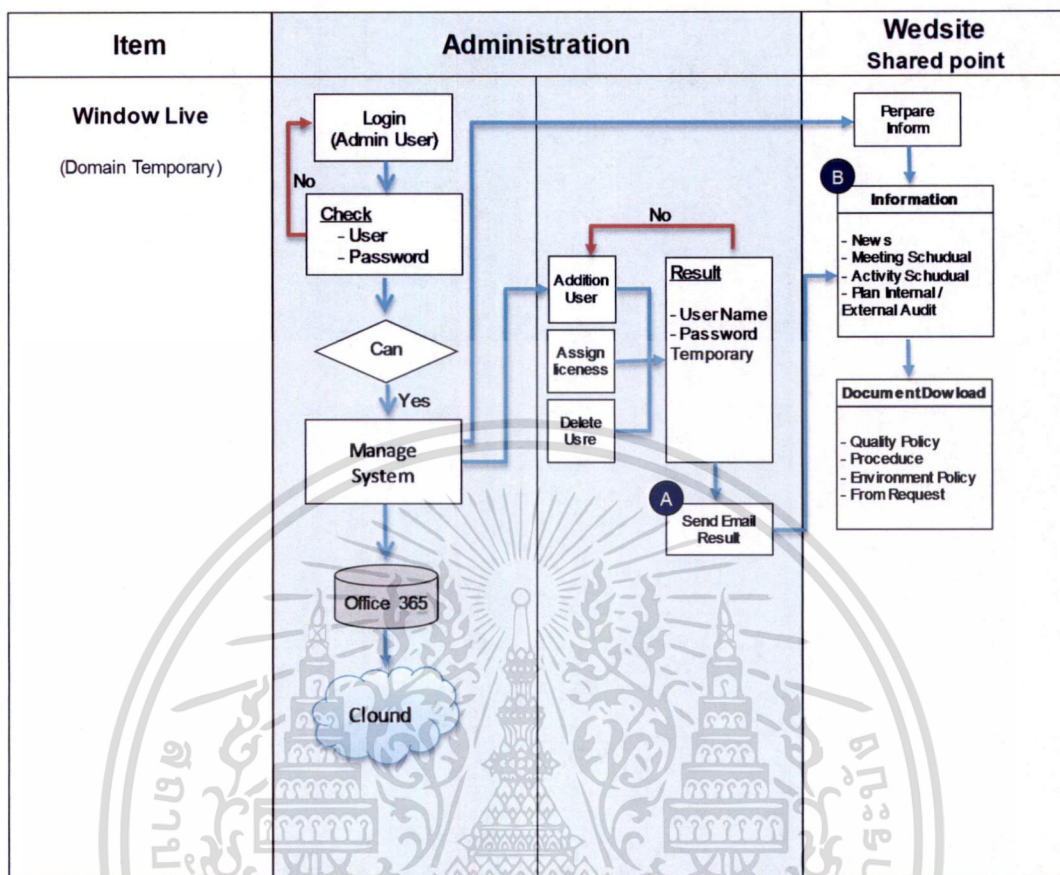 Item
Administration
Wedsite
Shared point
Window Live
(Domain Temporary)
Login
(Admin User)
No
Check
- User
- Password
Can
Yes
Manage
System
Office 365
Clound
No
Addition
User
Assign
liceness
Delete
Usre
Result
- User Name
- Password
Temporary
A
Send Email
Result
Perpare
Inform
B
Information
- News
- Meeting Schudual
- Activity Schudual
- Plan Internal /
External Audit
Document Dowload
- Quality Policy
- Proceduce
- Environment Policy
- From Request